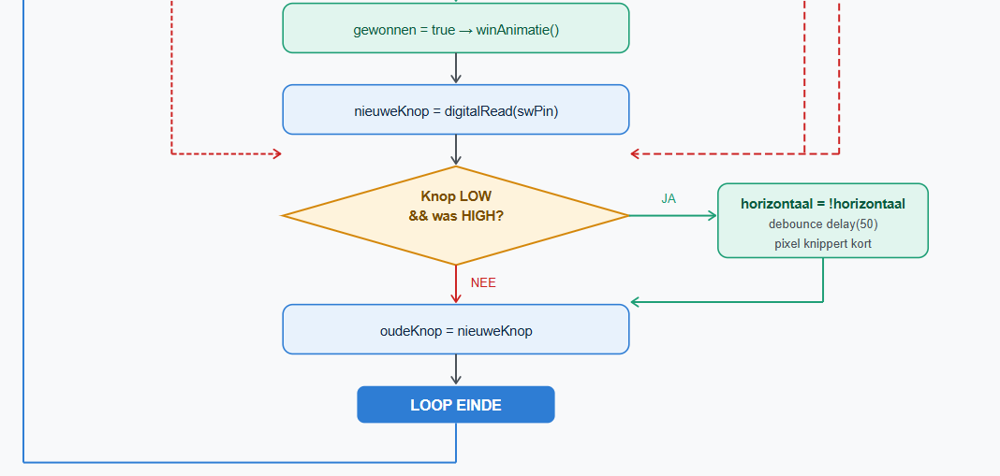 gewonnen = true → winAnimatie()
nieuweKnop = digitalRead(swPin)
Knop LOW
&& was HIGH?
JA
horizontaal = !horizontaal
debounce delay(50)
pixel knippert kort
NEE
oudeKnop = nieuweKnop
LOOP EINDE